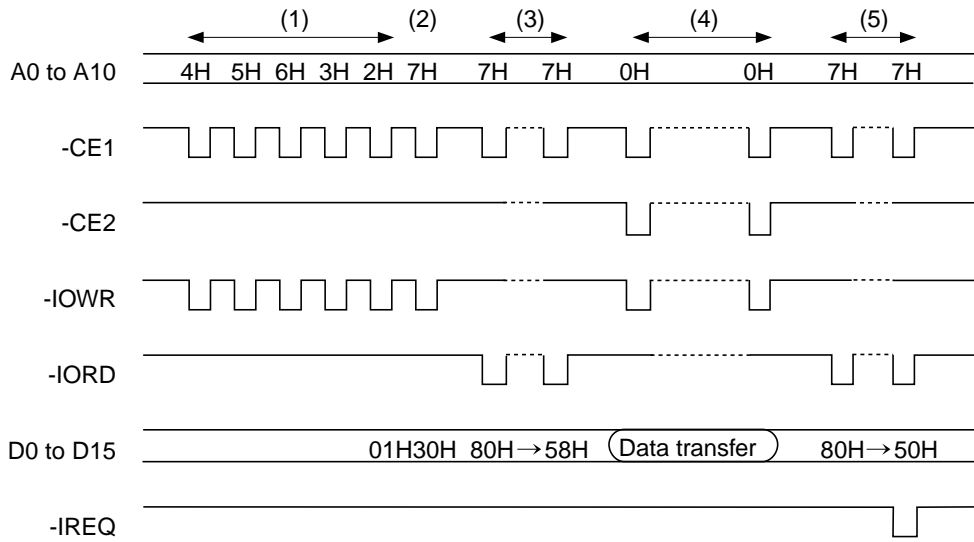 (1) (2) (3) (4) (5)
A0 to A10 4H 5H 6H 3H 2H 7H 7H 7H 0H 0H 7H 7H
-CE1
-CE2
-IOWR
-IORD
D0 to D15 01H30H 80H→58H Data transfer 80H→50H
-IREQ